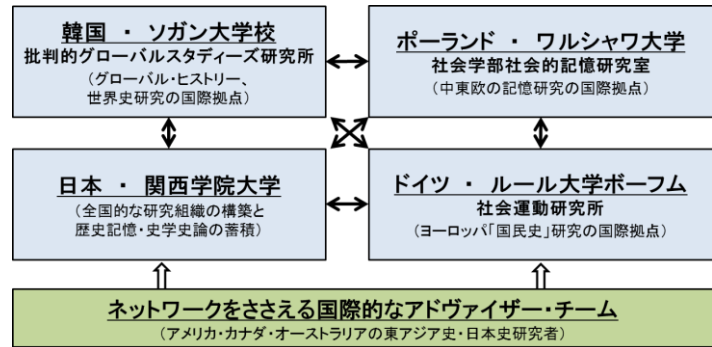 韓国 ・ ソガン大学校
批判的グローバルスタディーズ研究所
(グローバル・ヒストリー、
世界史研究の国際拠点)
ポーランド ・ ワルシャワ大学
社会学部社会的記憶研究室
(中東欧の記憶研究の国際拠点)
日本 ・ 関西学院大学
(全国的な研究組織の構築と
歴史記憶・史学史論の蓄積)
ドイツ ・ ルール大学ボーフム
社会運動研究所
(ヨーロッパ「国民史」研究の国際拠点)
ネットワークをささえる国際的なアドヴァイザー・チーム
(アメリカ・カナダ・オーストラリアの東アジア史・日本史研究者)